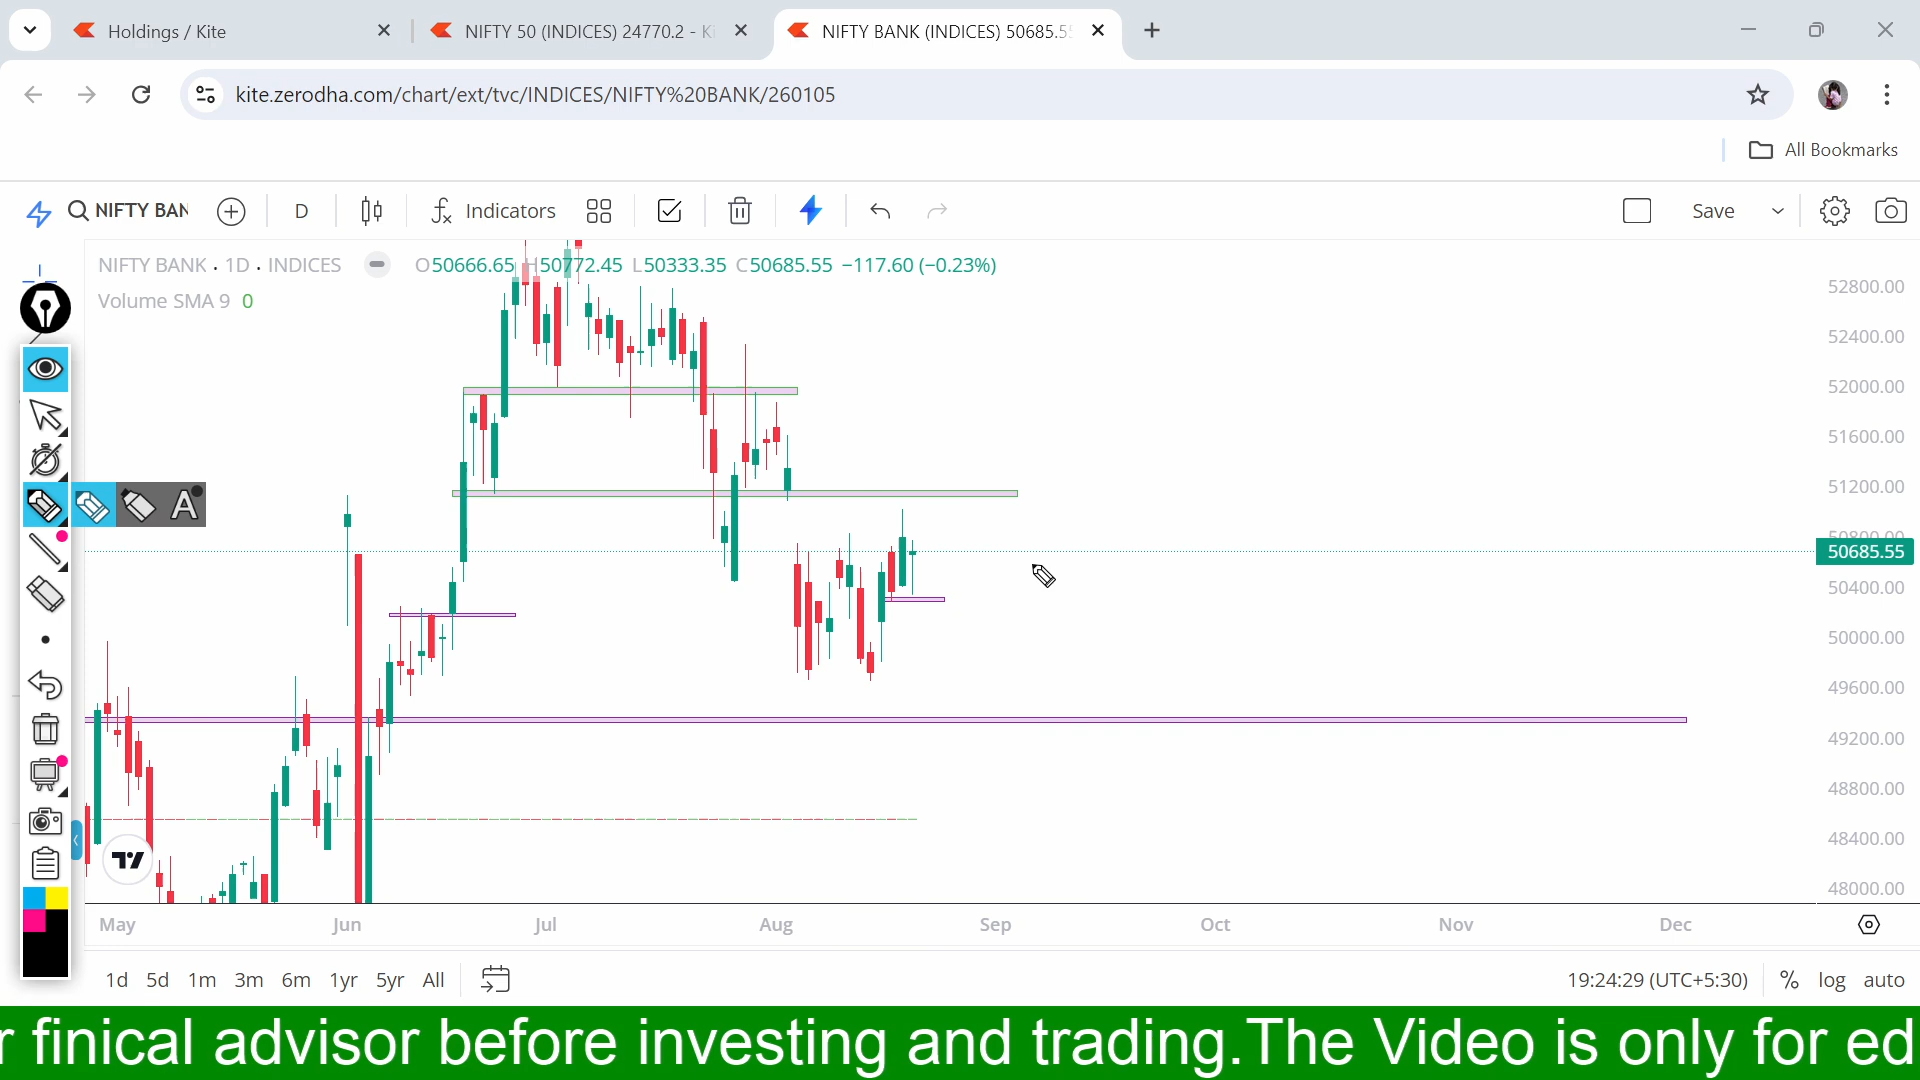 Holdings / Kite
NIFTY 50 (INDICES) 24770.2 - Ki
NIFTY BANK (INDICES) 50685.55
kite.zerodha.com/chart/ext/tvc/INDICES/NIFTY%20BANK/260105
All Bookmarks
NIFTY BAN
D
Indicators
Save
NIFTY BANK · 1D · INDICES O50666.65 H50772.45 L50333.35 C50685.55 −117.60 (−0.23%)
Volume SMA 9 0
52800.00
52400.00
52000.00
51600.00
51200.00
50800.00
50685.55
50400.00
50000.00
49600.00
49200.00
48800.00
48400.00
48000.00
A
May Jun Jul Aug Sep Oct Nov Dec
1d 5d 1m 3m 6m 1yr 5yr All
19:24:29 (UTC+5:30) % log auto
r finical advisor before investing and trading.The Video is only for ed